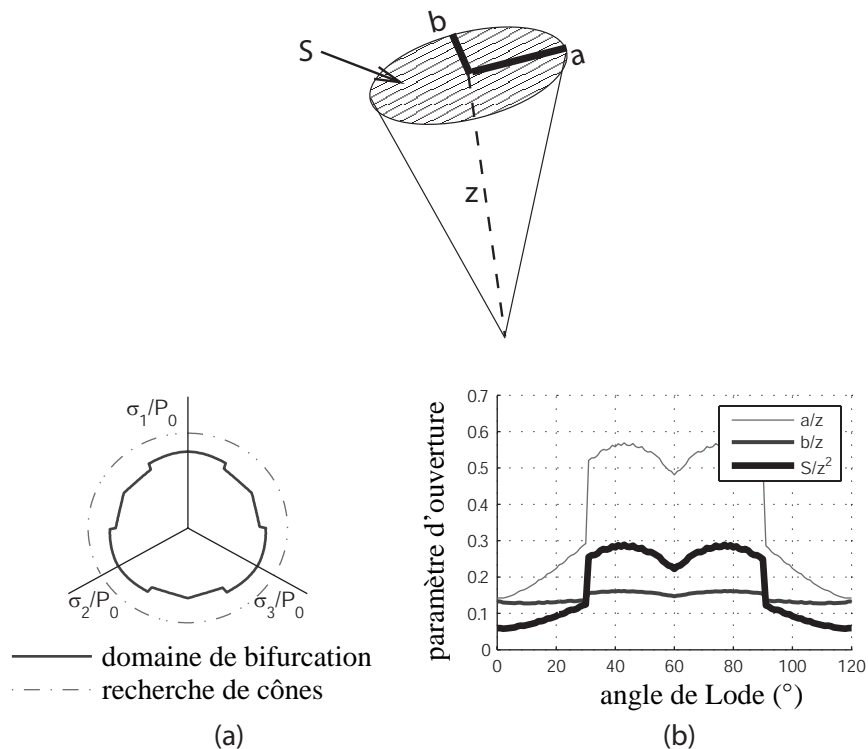 b
S
a
z
σ1/P0
σ2/P0
σ3/P0
domaine de bifurcation
recherche de cônes
(a)
0.7
0.6
0.5
0.4
0.3
0.2
0.1
0
paramètre d'ouverture
a/z
b/z
S/z²
0 20 40 60 80 100 120
angle de Lode (°)
(b)